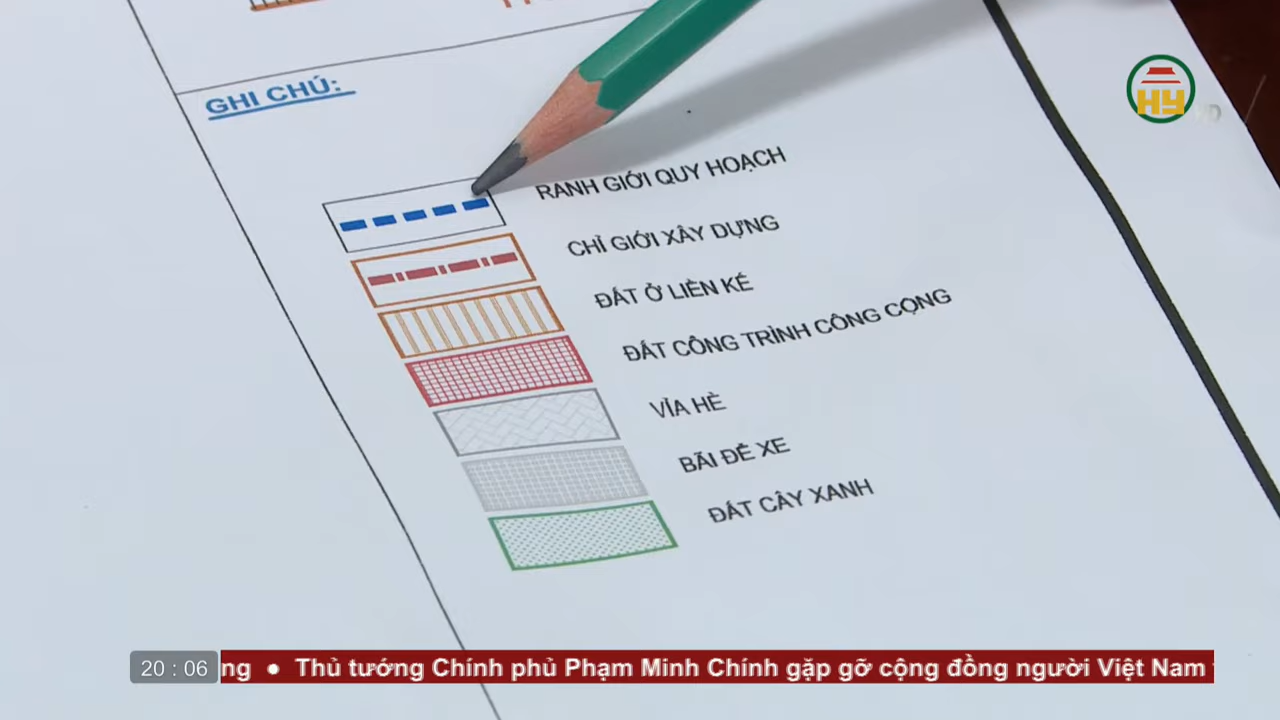 GHI CHÚ:
RANH GIỚI QUY HOẠCH
CHỈ GIỚI XÂY DỰNG
ĐẤT Ở LIỀN KỀ
ĐẤT CÔNG TRÌNH CÔNG CỘNG
VỈA HÈ
BÃI ĐỂ XE
ĐẤT CÂY XANH
HY
20 : 06
ng ● Thủ tướng Chính phủ Phạm Minh Chính gặp gỡ cộng đồng người Việt Nam